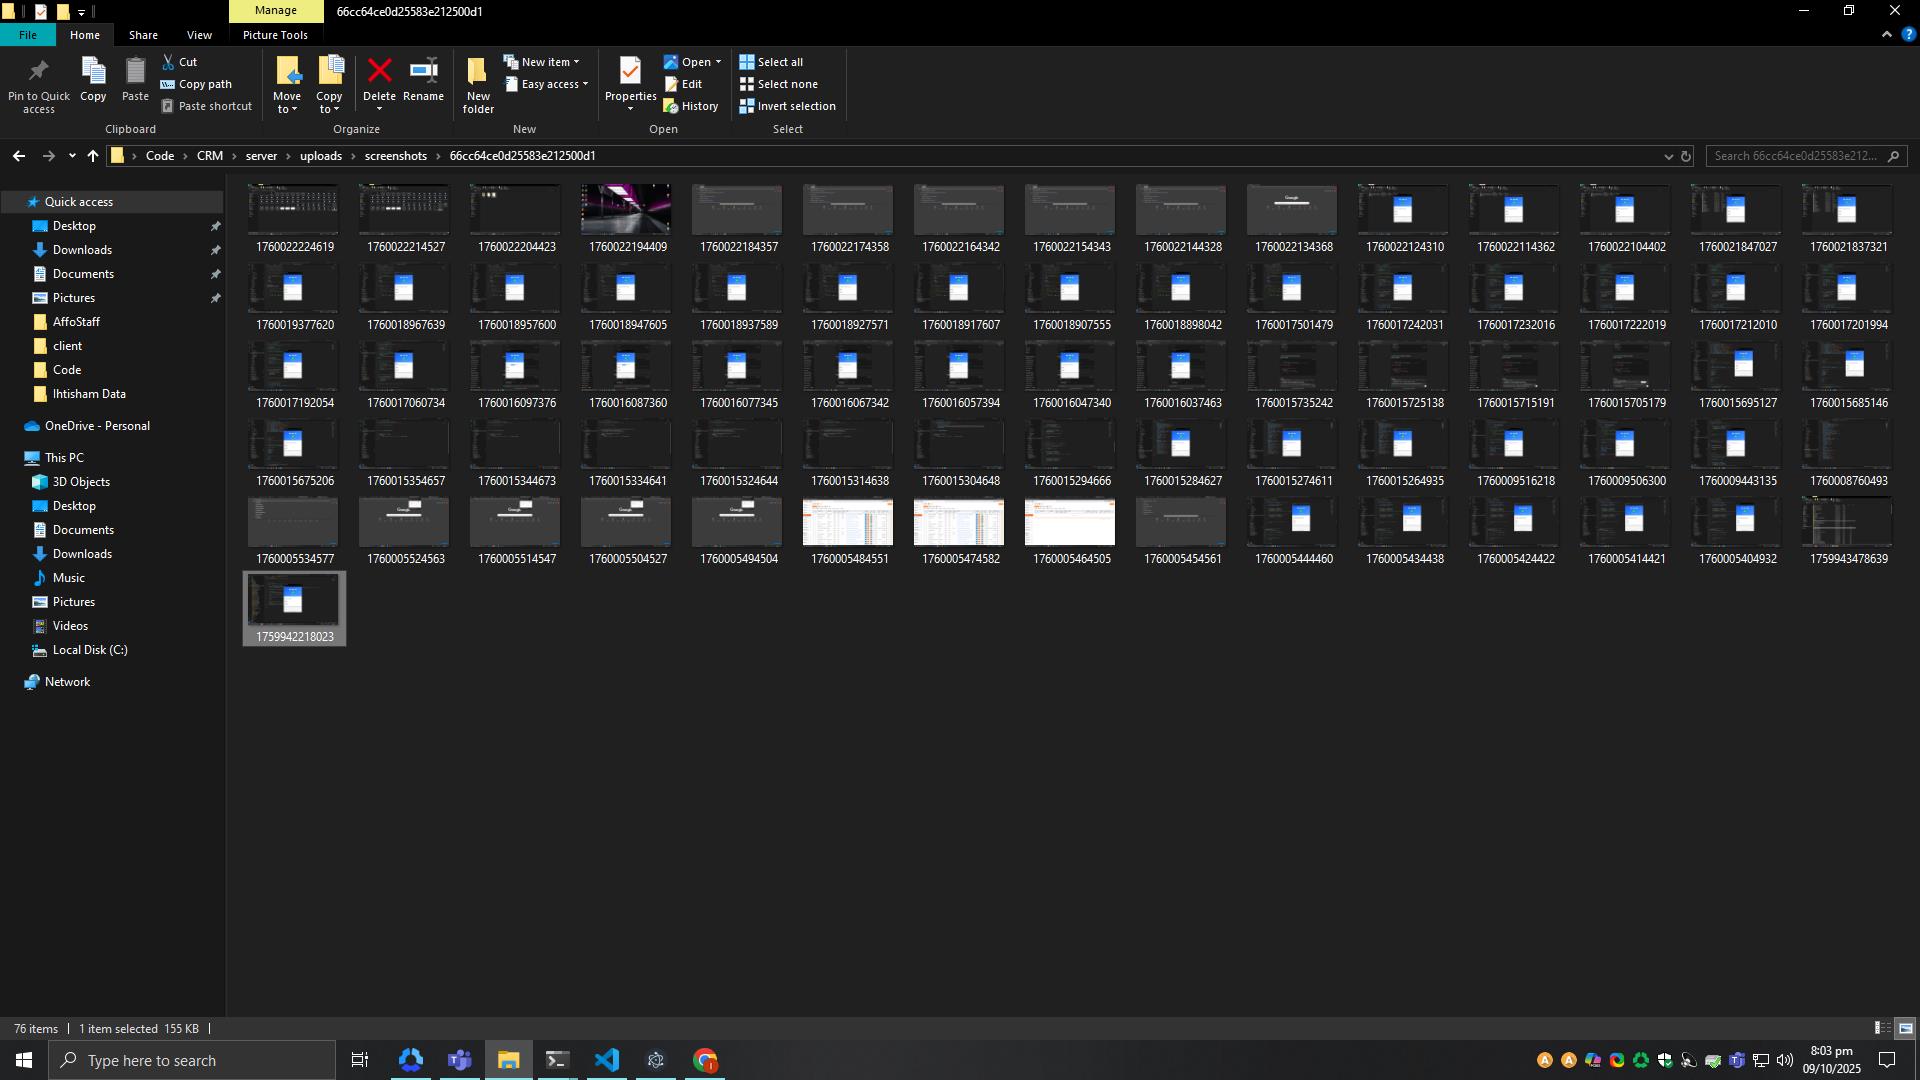 Manage
66cc64ce0d25583e212500d1
File
Home
Share
View
Picture Tools
Pin to Quick access
Copy
Paste
Cut
Copy path
Paste shortcut
Move to
Copy to
Delete
Rename
New folder
New item
Easy access
Properties
Open
Edit
History
Select all
Select none
Invert selection
Clipboard
Organize
New
Open
Select
Code
CRM
server
uploads
screenshots
66cc64ce0d25583e212500d1
Search 66cc64ce0d25583e212...
Quick access
Desktop
Downloads
Documents
Pictures
AffoStaff
client
Code
Ihtisham Data
OneDrive - Personal
This PC
3D Objects
Desktop
Documents
Downloads
Music
Pictures
Videos
Local Disk (C:)
Network
1760022224619 1760022214527 1760022204423 1760022194409 1760022184357 1760022174358 1760022164342 1760022154343 1760022144328 1760022134368 1760022124310 1760022114362 1760022104402 1760021847027 1760021837321
1760019377620 1760018967639 1760018957600 1760018947605 1760018937589 1760018927571 1760018917607 1760018907555 1760018898042 1760017501479 1760017242031 1760017232016 1760017222019 1760017212010 1760017201994
1760017192054 1760017060734 1760016097376 1760016087360 1760016077345 1760016067342 1760016057394 1760016047340 1760016037463 1760015735242 1760015725138 1760015715191 1760015705179 1760015695127 1760015685146
1760015675206 1760015354657 1760015344673 1760015334641 1760015324644 1760015314638 1760015304648 1760015294666 1760015284627 1760015274611 1760015264935 1760009516218 1760009506300 1760009443135 1760008760493
1760005534577 1760005524563 1760005514547 1760005504527 1760005494504 1760005484551 1760005474582 1760005464505 1760005454561 1760005444460 1760005434438 1760005424422 1760005414421 1760005404932 1759943478639
1759942218023
76 items
1 item selected 155 KB
Type here to search
8:03 pm
09/10/2025